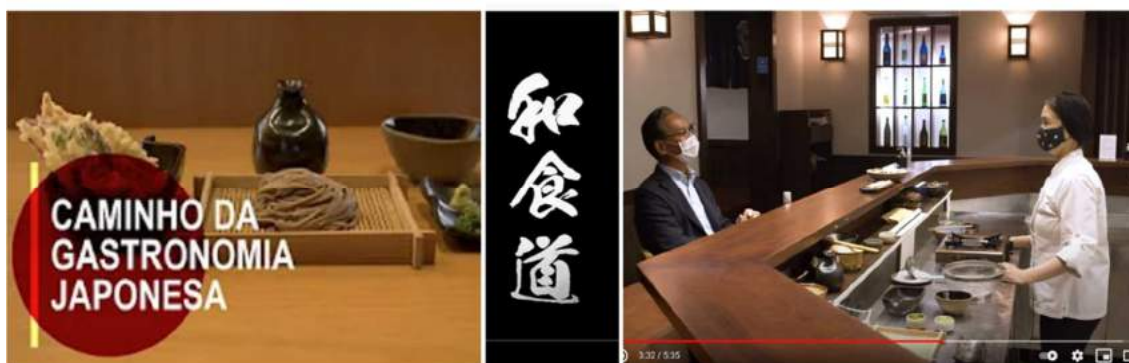 CAMINHO DA
GASTRONOMIA
JAPONESA
和食道
3:32 / 5:35